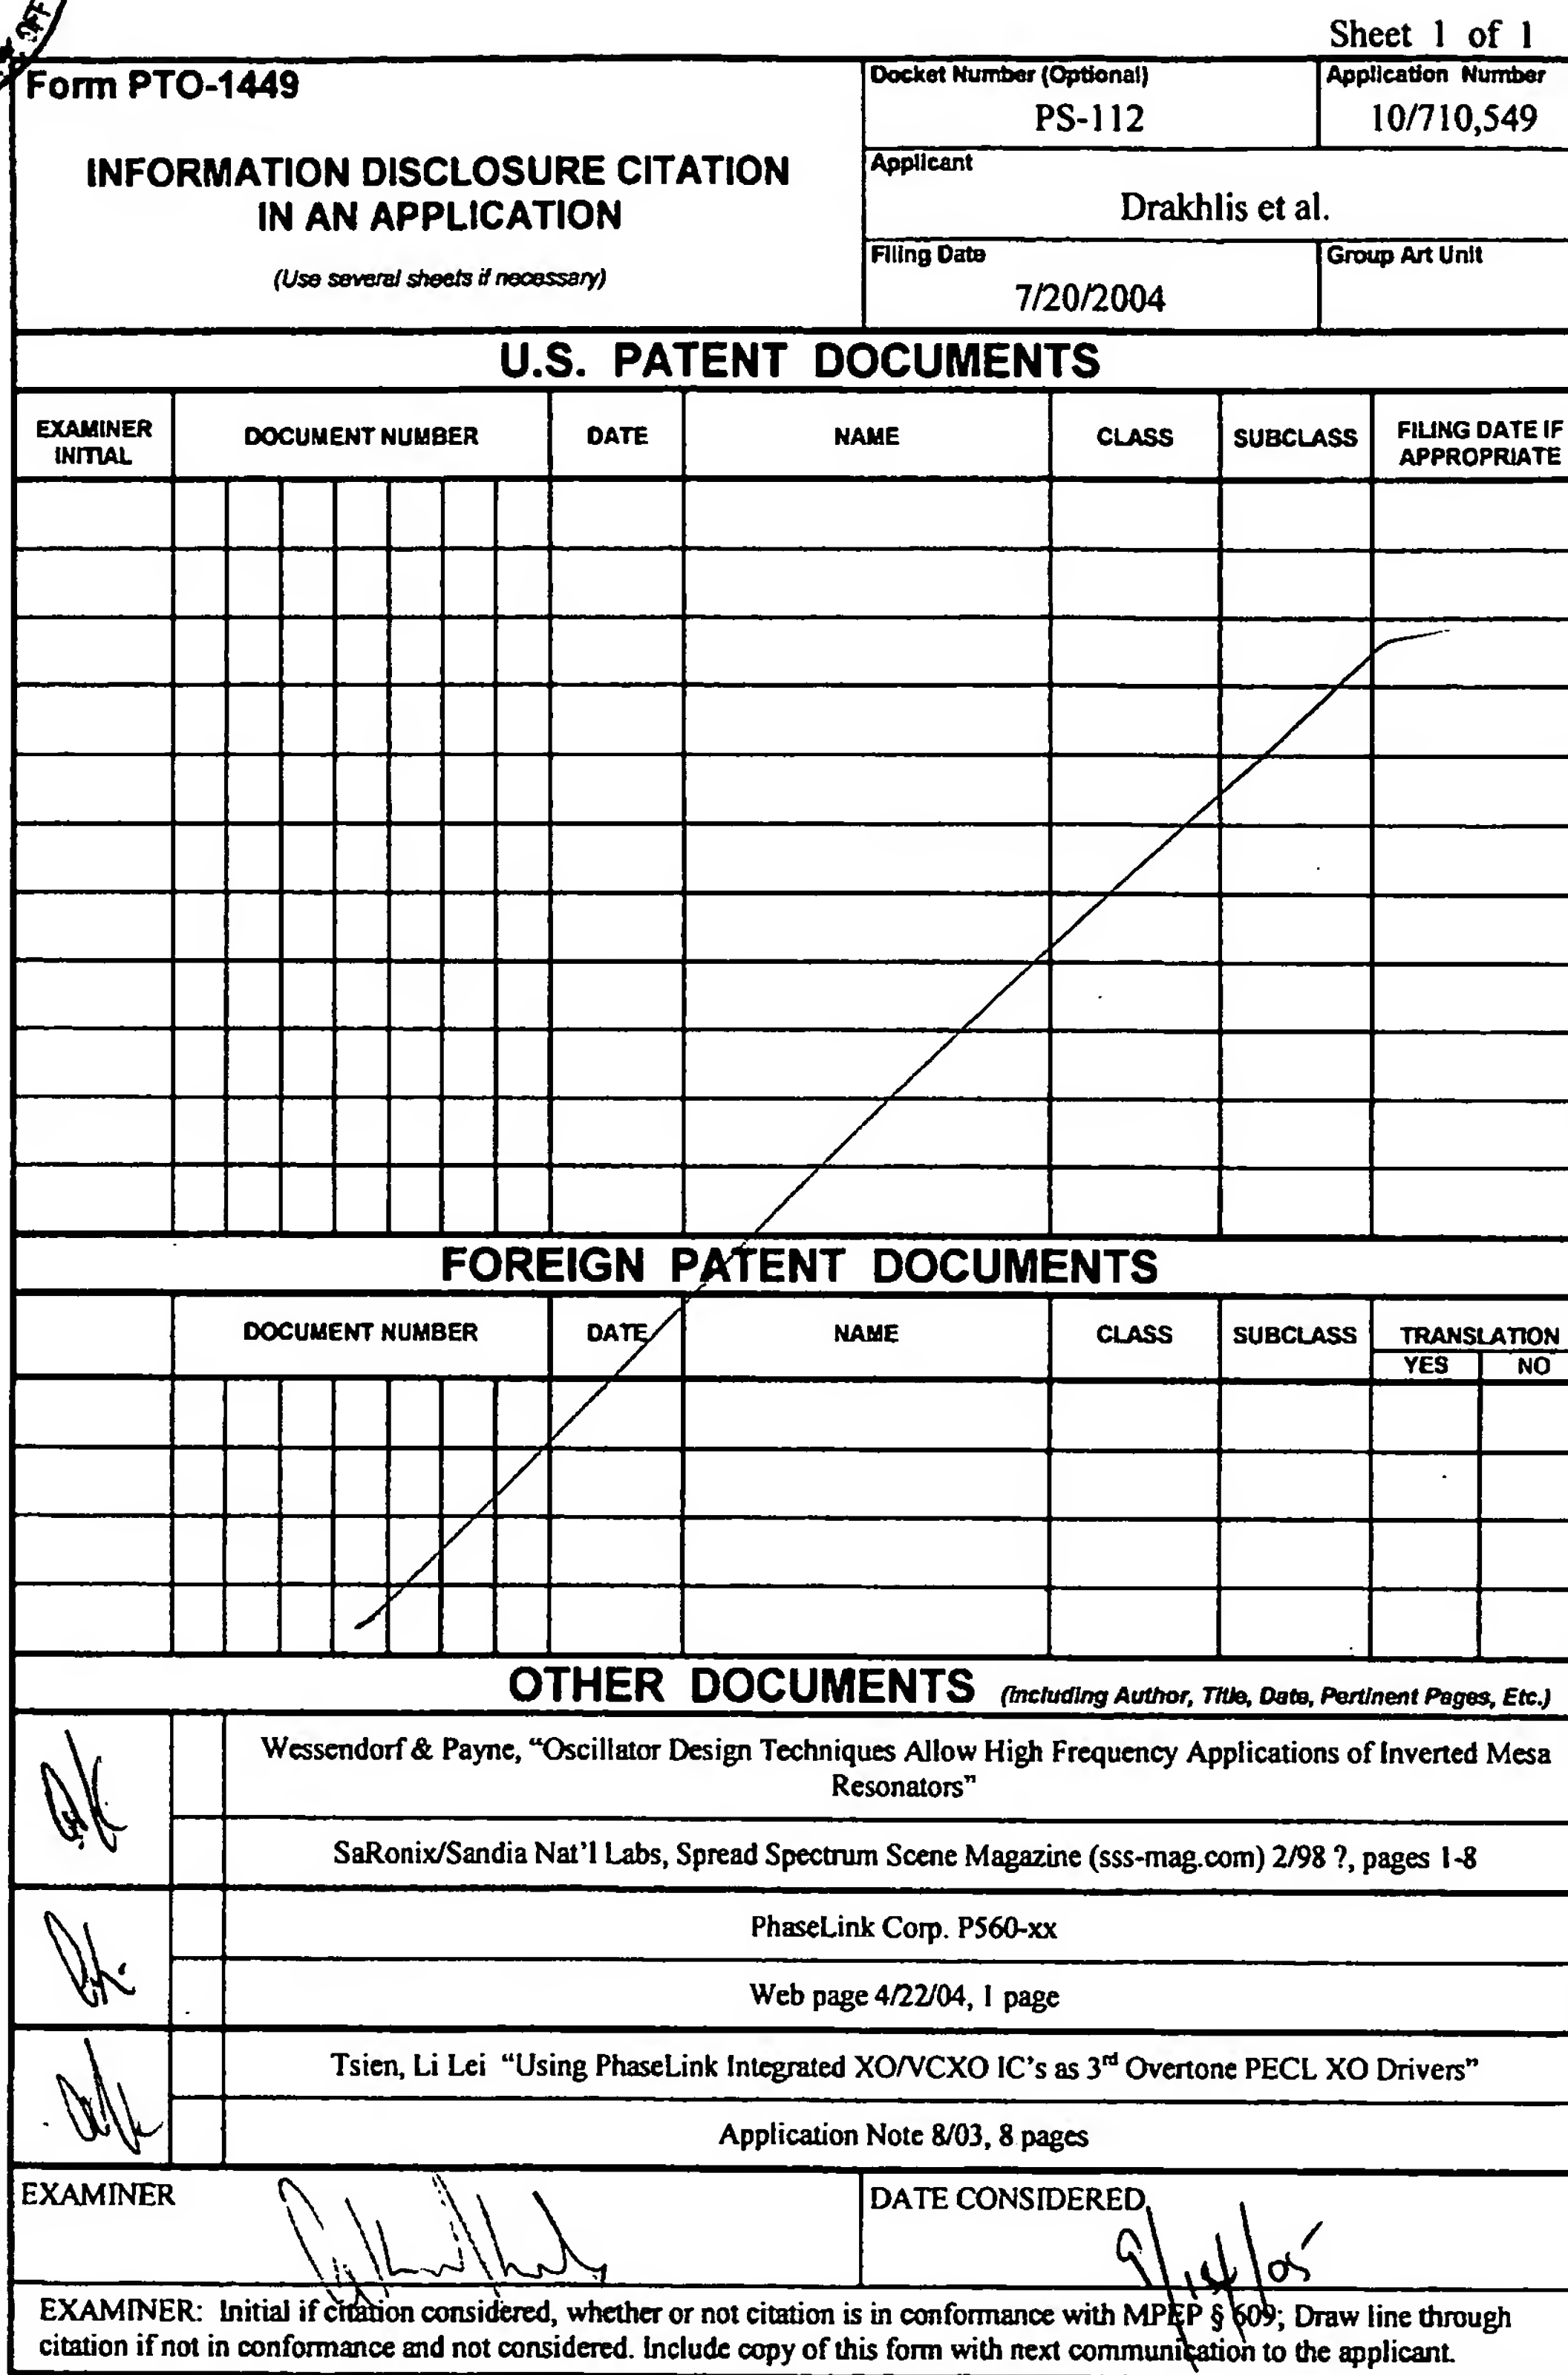 OFF
Sheet 1 of 1
Form PTO-1449
INFORMATION DISCLOSURE CITATION
IN AN APPLICATION
(Use several sheets if necessary)
Docket Number (Optional)
PS-112
Application Number
10/710,549
Applicant
Drakhlis et al.
Filing Date
7/20/2004
Group Art Unit
U.S. PATENT DOCUMENTS
EXAMINER
INITIAL
DOCUMENT NUMBER
DATE
NAME
CLASS
SUBCLASS
FILING DATE IF
APPROPRIATE
FOREIGN PATENT DOCUMENTS
DOCUMENT NUMBER
DATE
NAME
CLASS
SUBCLASS
TRANSLATION
YES
NO
OTHER DOCUMENTS (Including Author, Title, Date, Pertinent Pages, Etc.)
Wessendorf & Payne, “Oscillator Design Techniques Allow High Frequency Applications of Inverted Mesa
Resonators”
SaRonix/Sandia Nat’l Labs, Spread Spectrum Scene Magazine (sss-mag.com) 2/98 ?, pages 1-8
PhaseLink Corp. P560-xx
Web page 4/22/04, 1 page
Tsien, Li Lei “Using PhaseLink Integrated XO/VCXO IC’s as 3rd Overtone PECL XO Drivers”
Application Note 8/03, 8 pages
EXAMINER
DATE CONSIDERED
EXAMINER: Initial if citation considered, whether or not citation is in conformance with MPEP § 609; Draw line through
citation if not in conformance and not considered. Include copy of this form with next communication to the applicant.